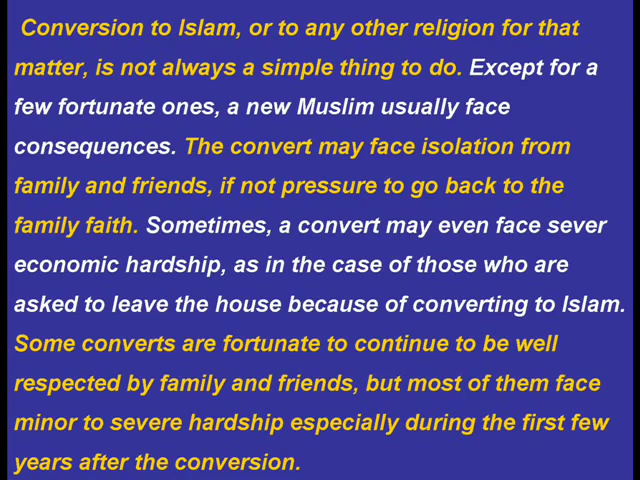 Conversion to Islam, or to any other religion for that
matter, is not always a simple thing to do. Except for a
few fortunate ones, a new Muslim usually face
consequences. The convert may face isolation from
family and friends, if not pressure to go back to the
family faith. Sometimes, a convert may even face sever
economic hardship, as in the case of those who are
asked to leave the house because of converting to Islam.
Some converts are fortunate to continue to be well
respected by family and friends, but most of them face
minor to severe hardship especially during the first few
years after the conversion.